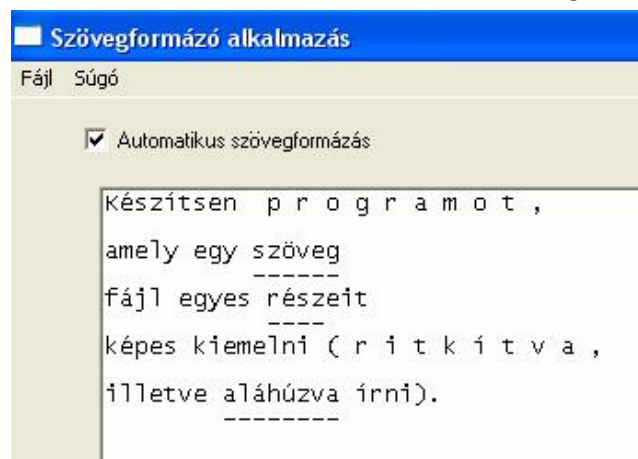 Szövegformázó alkalmazás
Fájl Súgó
Automatikus szövegformázás
Készítsen p r o g r a m o t ,
amely egy szöveg
------
fájl egyes részeit
----
képes kiemelni ( r i t k í t v a ,
illetve aláhúzva írni).
--------